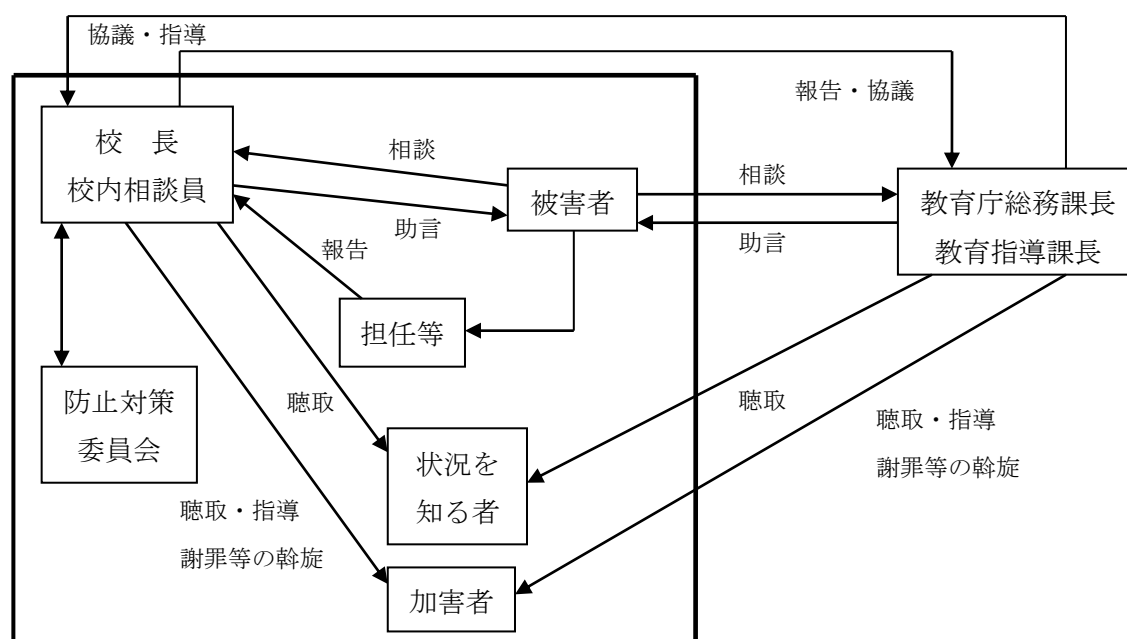 協議・指導
報告・協議
校　長
校内相談員
相談
被害者
相談
教育庁総務課長
教育指導課長
助言
助言
報告
担任等
防止対策
委員会
聴取
聴取
聴取・指導
謝罪等の斡旋
状況を
知る者
聴取・指導
謝罪等の斡旋
加害者